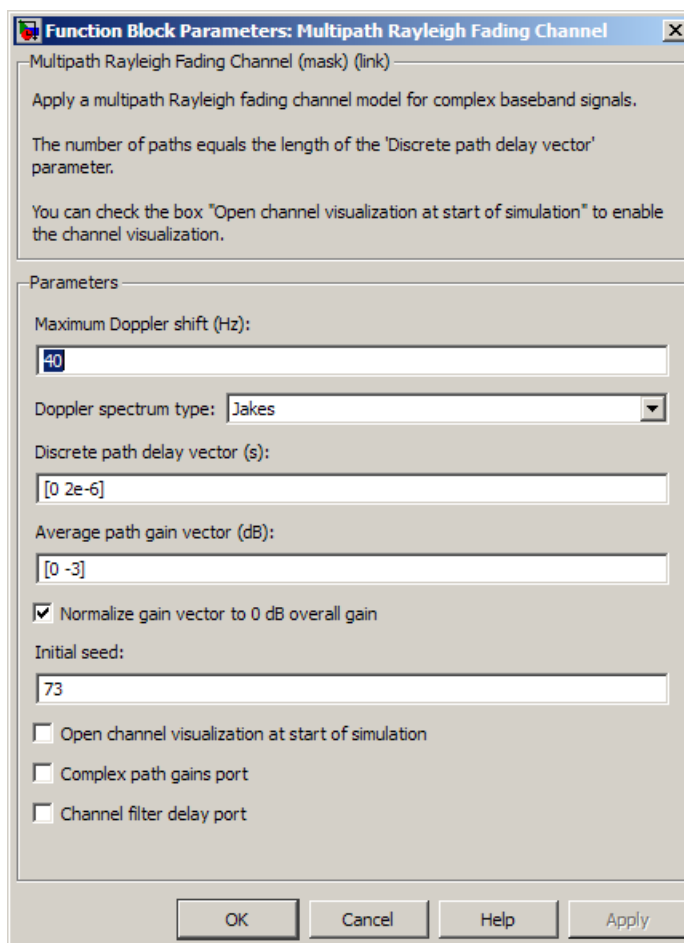 Function Block Parameters: Multipath Rayleigh Fading Channel
Multipath Rayleigh Fading Channel (mask) (link)
Apply a multipath Rayleigh fading channel model for complex baseband signals.
The number of paths equals the length of the 'Discrete path delay vector'
parameter.
You can check the box "Open channel visualization at start of simulation" to enable
the channel visualization.
Parameters
Maximum Doppler shift (Hz):
40
Doppler spectrum type: Jakes
Discrete path delay vector (s):
[0 2e-6]
Average path gain vector (dB):
[0 -3]
Normalize gain vector to 0 dB overall gain
Initial seed:
73
Open channel visualization at start of simulation
Complex path gains port
Channel filter delay port
OK Cancel Help Apply